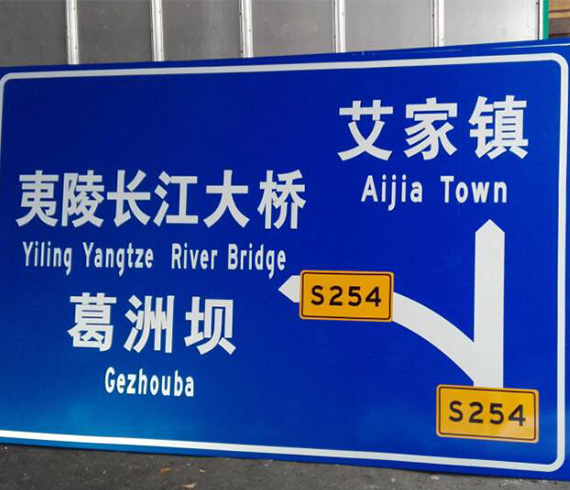 艾家镇
Aijia Town
夷陵长江大桥
Yiling Yangtze River Bridge
S254
葛洲坝
Gezhouba
S254